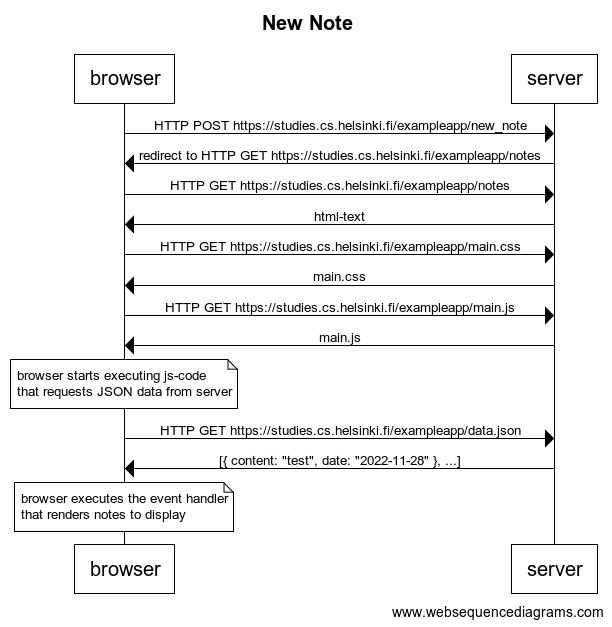 New Note
browser
server
HTTP POST https://studies.cs.helsinki.fi/exampleapp/new_note
redirect to HTTP GET https://studies.cs.helsinki.fi/exampleapp/notes
HTTP GET https://studies.cs.helsinki.fi/exampleapp/notes
html-text
HTTP GET https://studies.cs.helsinki.fi/exampleapp/main.css
main.css
HTTP GET https://studies.cs.helsinki.fi/exampleapp/main.js
main.js
browser starts executing js-code
that requests JSON data from server
HTTP GET https://studies.cs.helsinki.fi/exampleapp/data.json
[{ content: "test", date: "2022-11-28" }, ...]
browser executes the event handler
that renders notes to display
browser
server
www.websequencediagrams.com